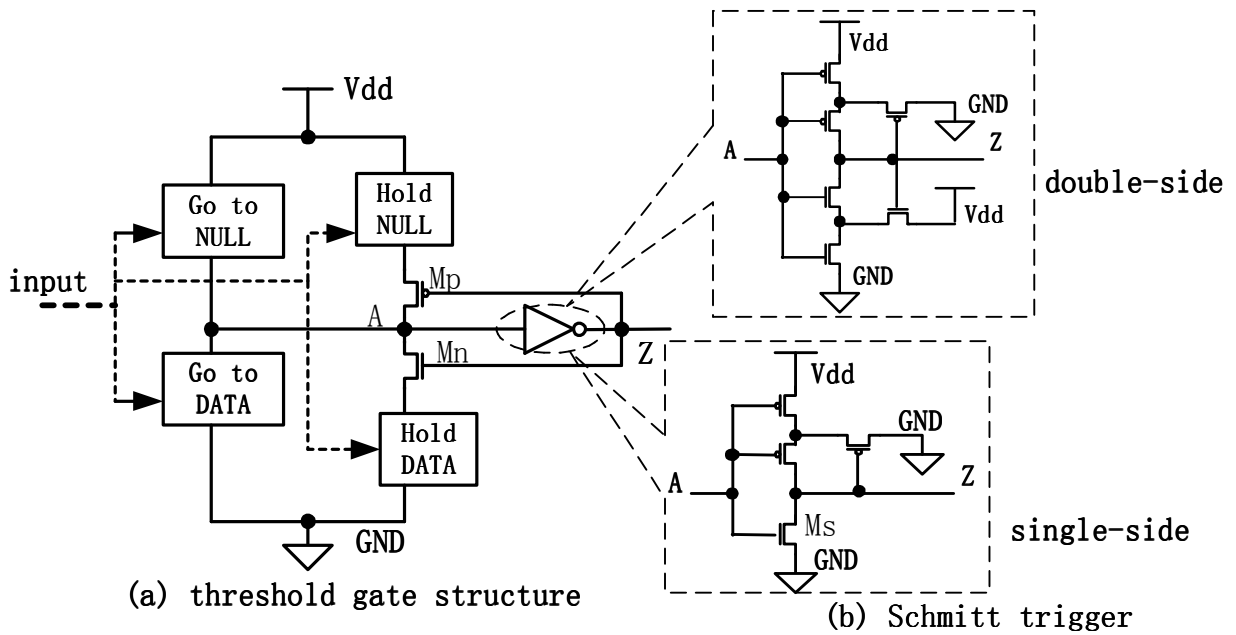 Vdd
Go to
NULL
Hold
NULL
input
Mp
A
Mn
Z
Go to
DATA
Hold
DATA
GND
(a) threshold gate structure
Vdd
GND
A
Z
Vdd
GND
double-side
Vdd
GND
A
Z
Ms
GND
single-side
(b) Schmitt trigger